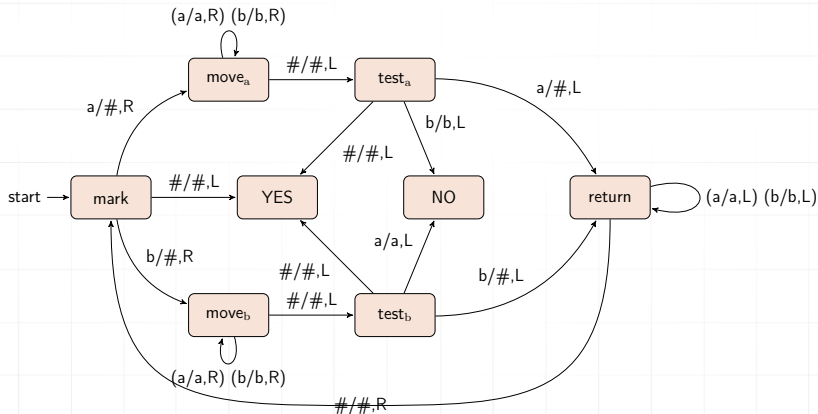 (a/a,R) (b/b,R)
move_a
#/#,L
test_a
a/#,R
a/#,L
b/b,L
#/#,L
start
mark
#/#,L
YES
NO
return
(a/a,L) (b/b,L)
b/#,R
a/a,L
#/#,L
b/#,L
#/#,L
move_b
test_b
(a/a,R) (b/b,R)
#/#,R